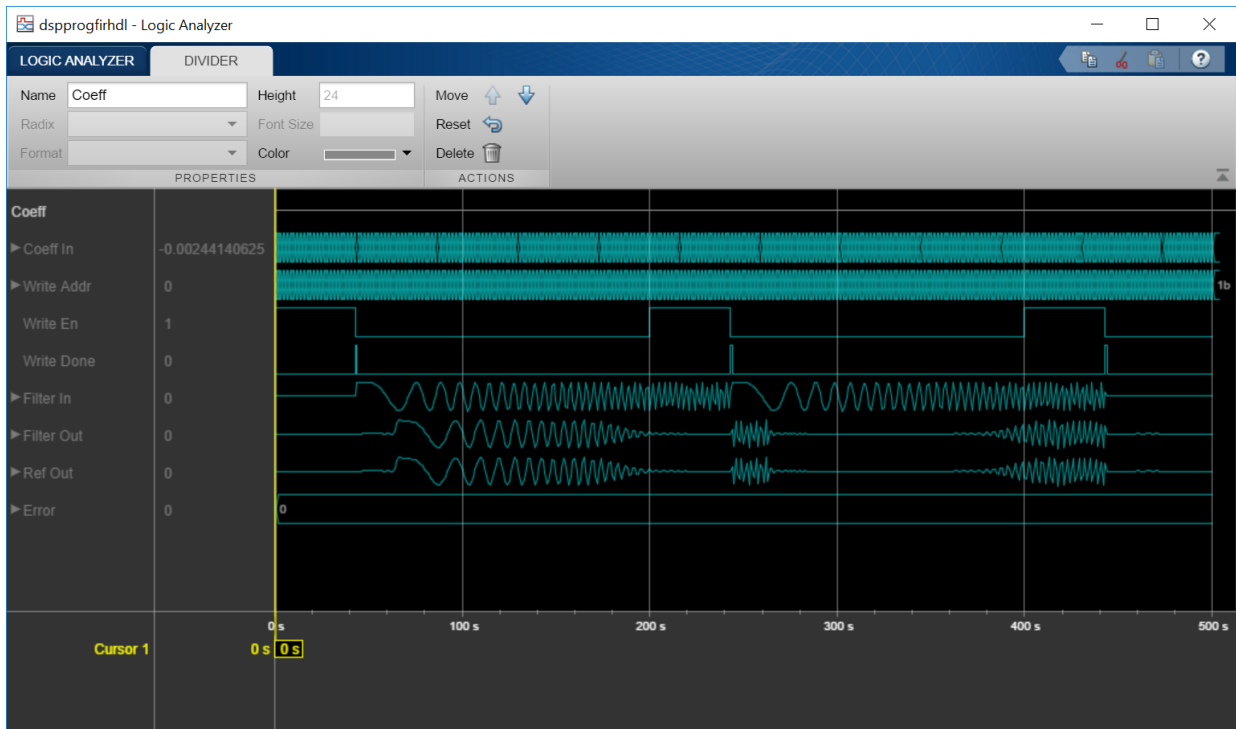 dspprogfirhdl - Logic Analyzer
LOGIC ANALYZER DIVIDER
Name Coeff Height 24 Move
Radix Font Size Reset
Format Color Delete
PROPERTIES ACTIONS
Coeff
Coeff In -0.00244140625
Write Addr 0 1b
Write En 1
Write Done 0
Filter In 0
Filter Out 0
Ref Out 0
Error 0 0
0 s 100 s 200 s 300 s 400 s 500 s
Cursor 1 0 s 0 s